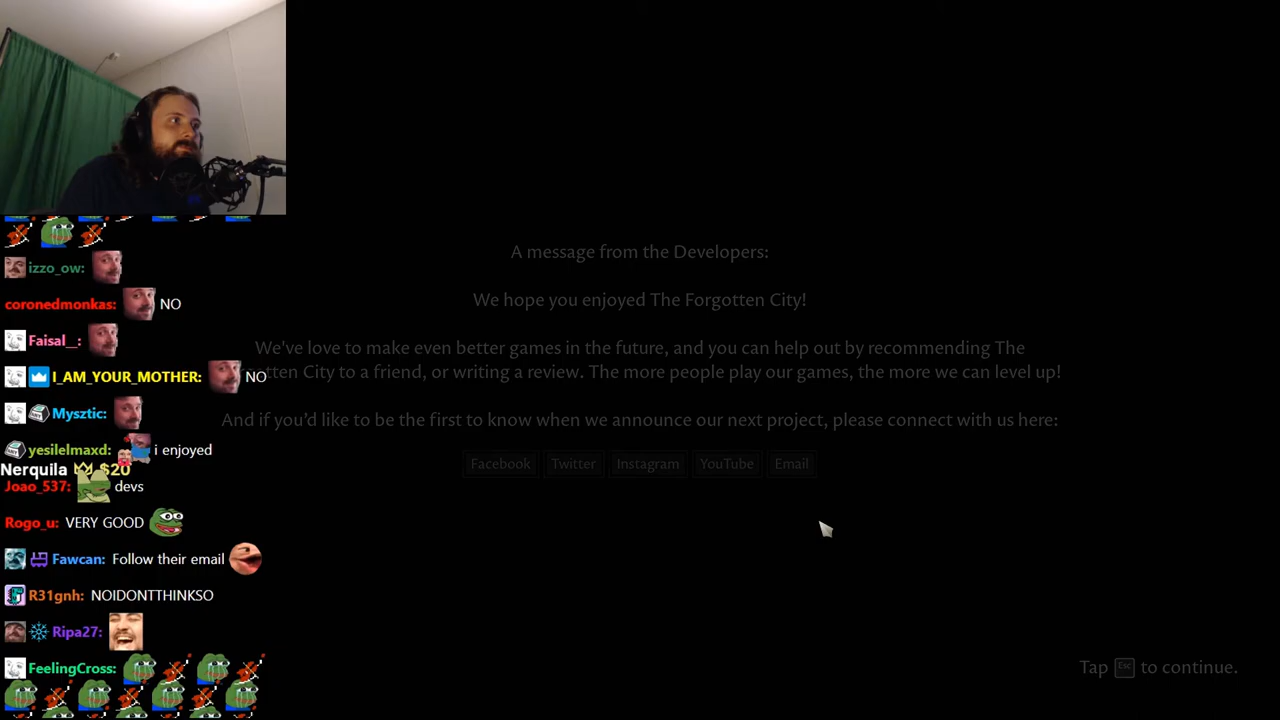 izzo_ow:
coronedmonkas: NO
Faisal__:
I_AM_YOUR_MOTHER: NO
Mysztic:
yesilelmaxd: i enjoyed
Nerquila $20
Joao_537: devs
Rogo_u: VERY GOOD
Fawcan: Follow their email
R31gnh: NOIDONTTHINKSO
Ripa27:
FeelingCross:
A message from the Developers:
We hope you enjoyed The Forgotten City!
We've love to make even better games in the future, and you can help out by recommending The
tten City to a friend, or writing a review. The more people play our games, the more we can level up!
And if you'd like to be the first to know when we announce our next project, please connect with us here:
Facebook Twitter Instagram YouTube Email
Tap Esc to continue.